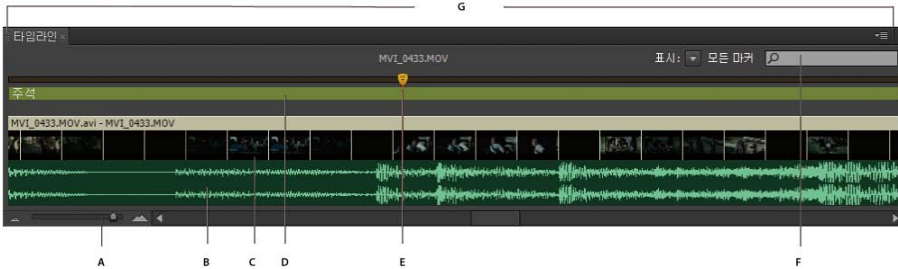 G
타임라인 ×
MVI_0433.MOV
표시: 모든 마커
주석
MVI_0433.MOV.avi - MVI_0433.MOV
A B C D E F